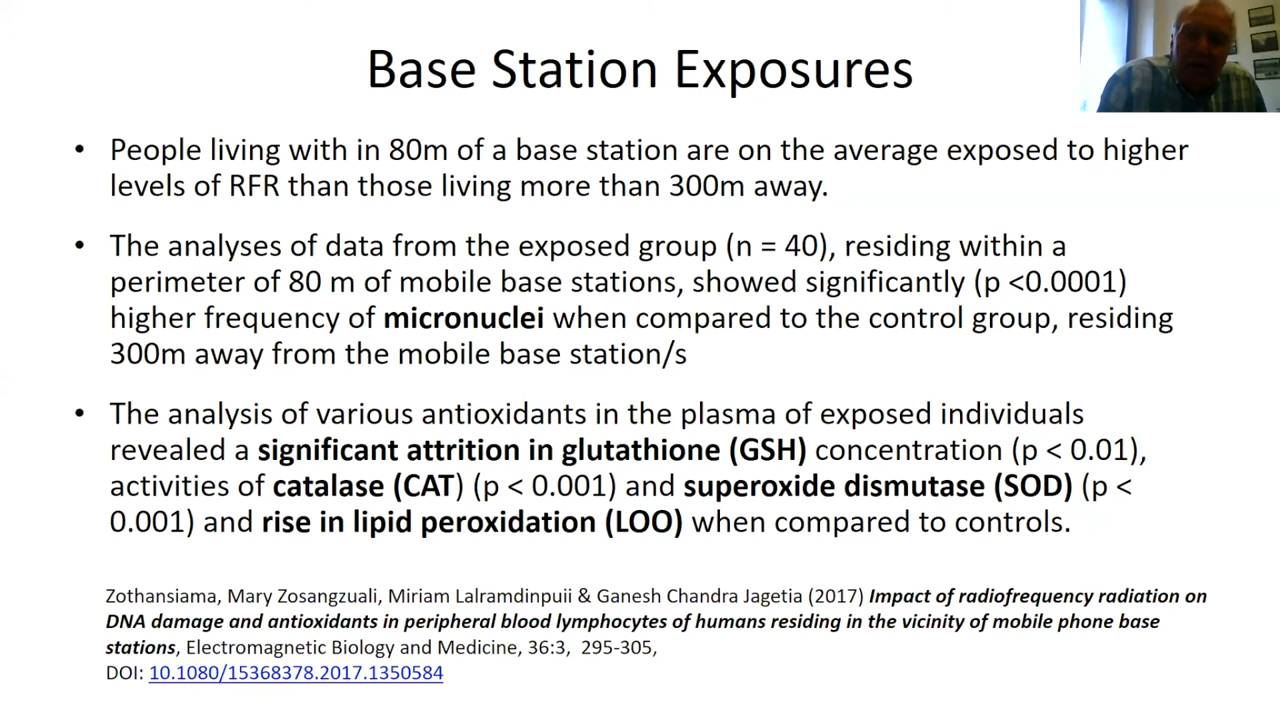 Base Station Exposures
• People living with in 80m of a base station are on the average exposed to higher
levels of RFR than those living more than 300m away.
• The analyses of data from the exposed group (n = 40), residing within a
perimeter of 80 m of mobile base stations, showed significantly (p <0.0001)
higher frequency of micronuclei when compared to the control group, residing
300m away from the mobile base station/s
• The analysis of various antioxidants in the plasma of exposed individuals
revealed a significant attrition in glutathione (GSH) concentration (p < 0.01),
activities of catalase (CAT) (p < 0.001) and superoxide dismutase (SOD) (p <
0.001) and rise in lipid peroxidation (LOO) when compared to controls.
Zothansiama, Mary Zosangzuali, Miriam Lalramdinpuii & Ganesh Chandra Jagetia (2017) Impact of radiofrequency radiation on
DNA damage and antioxidants in peripheral blood lymphocytes of humans residing in the vicinity of mobile phone base
stations, Electromagnetic Biology and Medicine, 36:3, 295-305,
DOI: 10.1080/15368378.2017.1350584